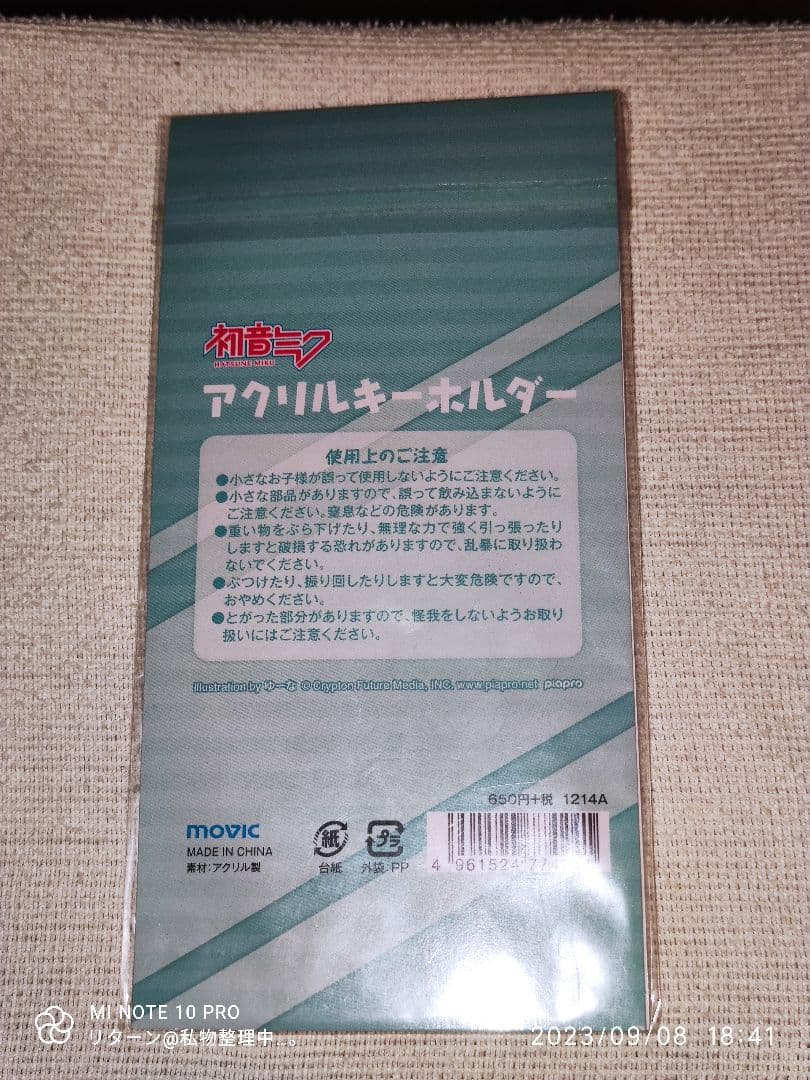 初音ミク
HATSUNE MIKU
アクリルキーホルダー
使用上のご注意
●小さなお子様が誤って使用しないようにご注意ください。
●小さな部品がありますので、誤って飲み込まないように
ご注意ください。窒息などの危険があります。
●重い物をぶら下げたり、無理な力で強く引っ張ったり
しますと破損する恐れがありますので、乱暴に取り扱わ
ないでください。
●ぶつけたり、振り回したりしますと大変危険ですので、
おやめください。
●とがった部分がありますので、怪我をしないようお取り
扱いにはご注意ください。
Illustration by ゆーな © Crypton Future Media, INC. www.piapro.net piapro
650円+税 1214A
movic
MADE IN CHINA
素材:アクリル製
紙
台紙
プラ
外袋:PP
4 961524 77
MI NOTE 10 PRO
リターン@私物整理中…。
2023/09/08 18:41